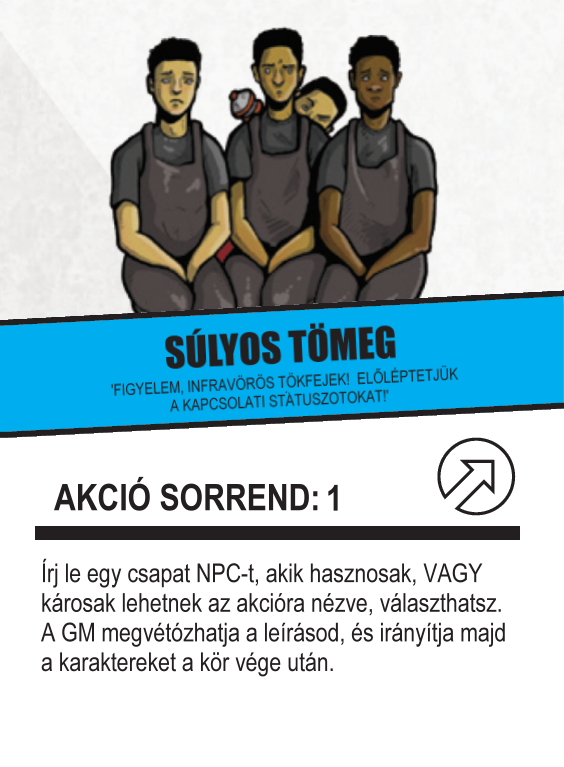 SÚLYOS TÖMEG
'FIGYELEM, INFRAVÖRÖS TÖKFEJEK! ELŐLÉPTETJÜK
A KAPCSOLATI STÁTUSZOTOKAT!'
AKCIÓ SORREND: 1
Írj le egy csapat NPC-t, akik hasznosak, VAGY
károsak lehetnek az akcióra nézve, választhatsz.
A GM megvétózhatja a leírásod, és irányítja majd
a karaktereket a kör vége után.